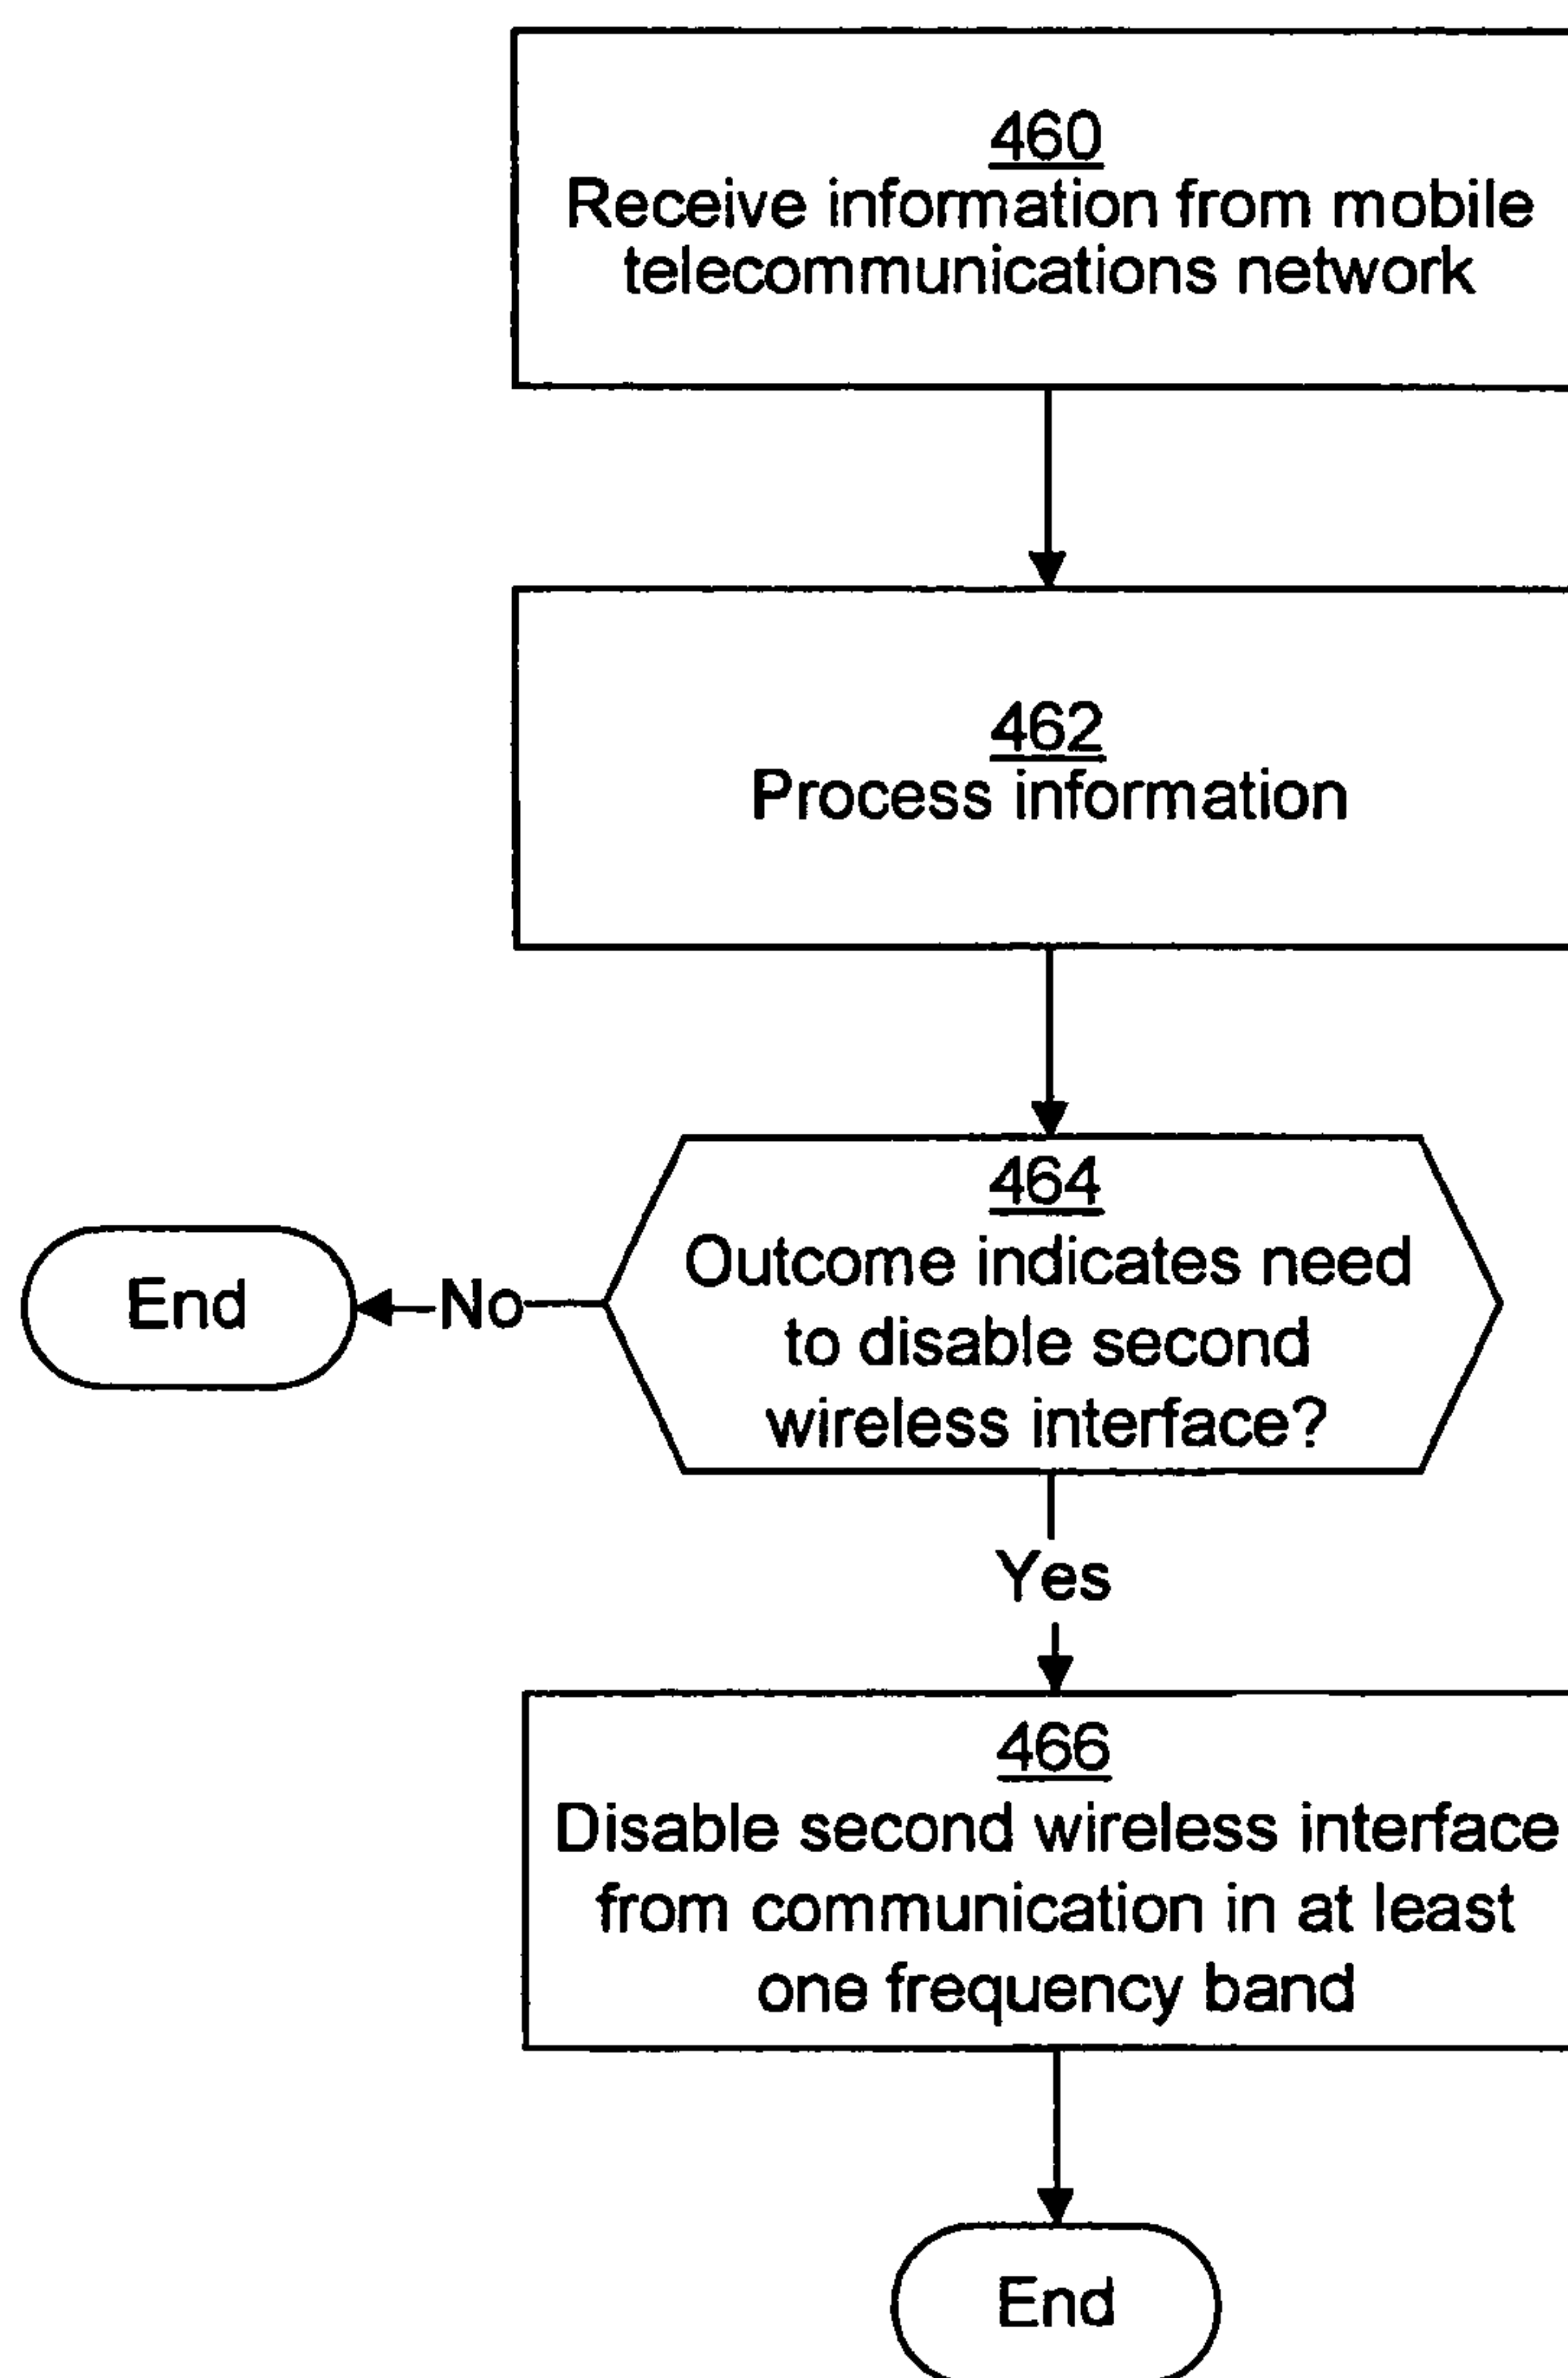 460
Receive information from mobile
telecommunications network
462
Process information
464
Outcome indicates need
to disable second
wireless interface?
End
No
Yes
466
Disable second wireless interface
from communication in at least
one frequency band
End